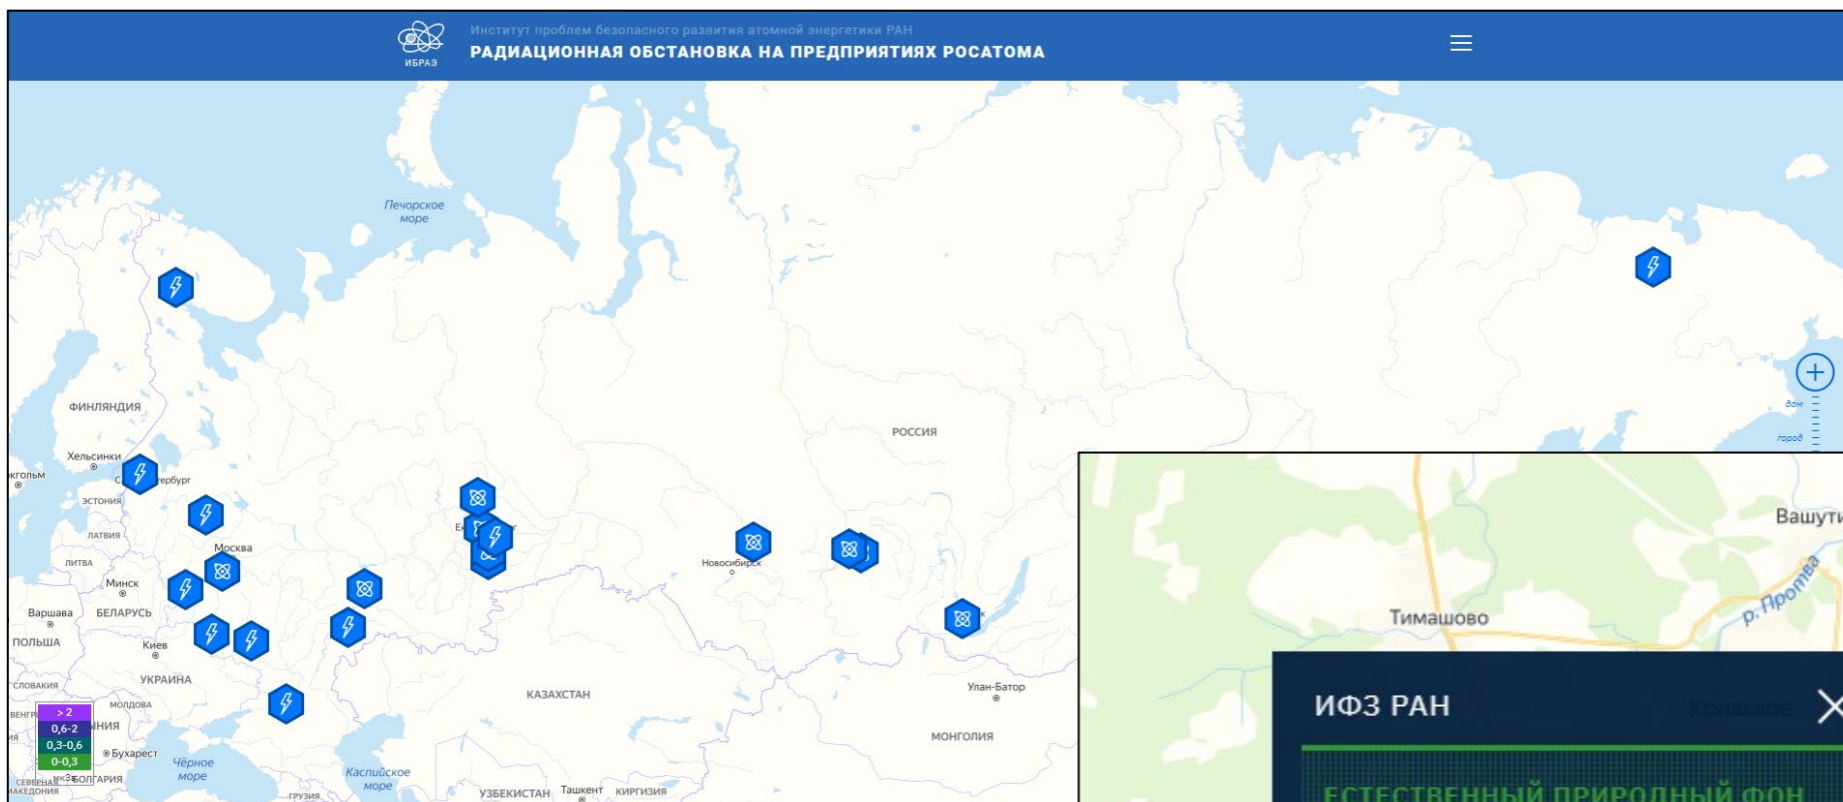 Институт проблем безопасного развития атомной энергетики РАН
РАДИАЦИОННАЯ ОБСТАНОВКА НА ПРЕДПРИЯТИЯХ РОСАТОМА
ИБРАЭ
Печорское
море
ФИНЛЯНДИЯ
дом
город
РОССИЯ
Хельсинки
ЭСТОНИЯ
ЛАТВИЯ
ЛИТВА
Москва
Новосибирск
Минск
Варшава
БЕЛАРУСЬ
ПОЛЬША
Киев
УКРАИНА
СЛОВАКИЯ
МОЛДОВА
КАЗАХСТАН
Улан-Батор
МОНГОЛИЯ
> 2
0,6-2
0,3-0,6
0-0,3
Бухарест
Чёрное
море
Каспийское
море
ГРУЗИЯ
УЗБЕКИСТАН
Ташкент
КИРГИЗИЯ
Тимашово
р. Протва
ИФЗ РАН
Кривское
ЕСТЕСТВЕННЫЙ ПРИРОДНЫЙ ФОН